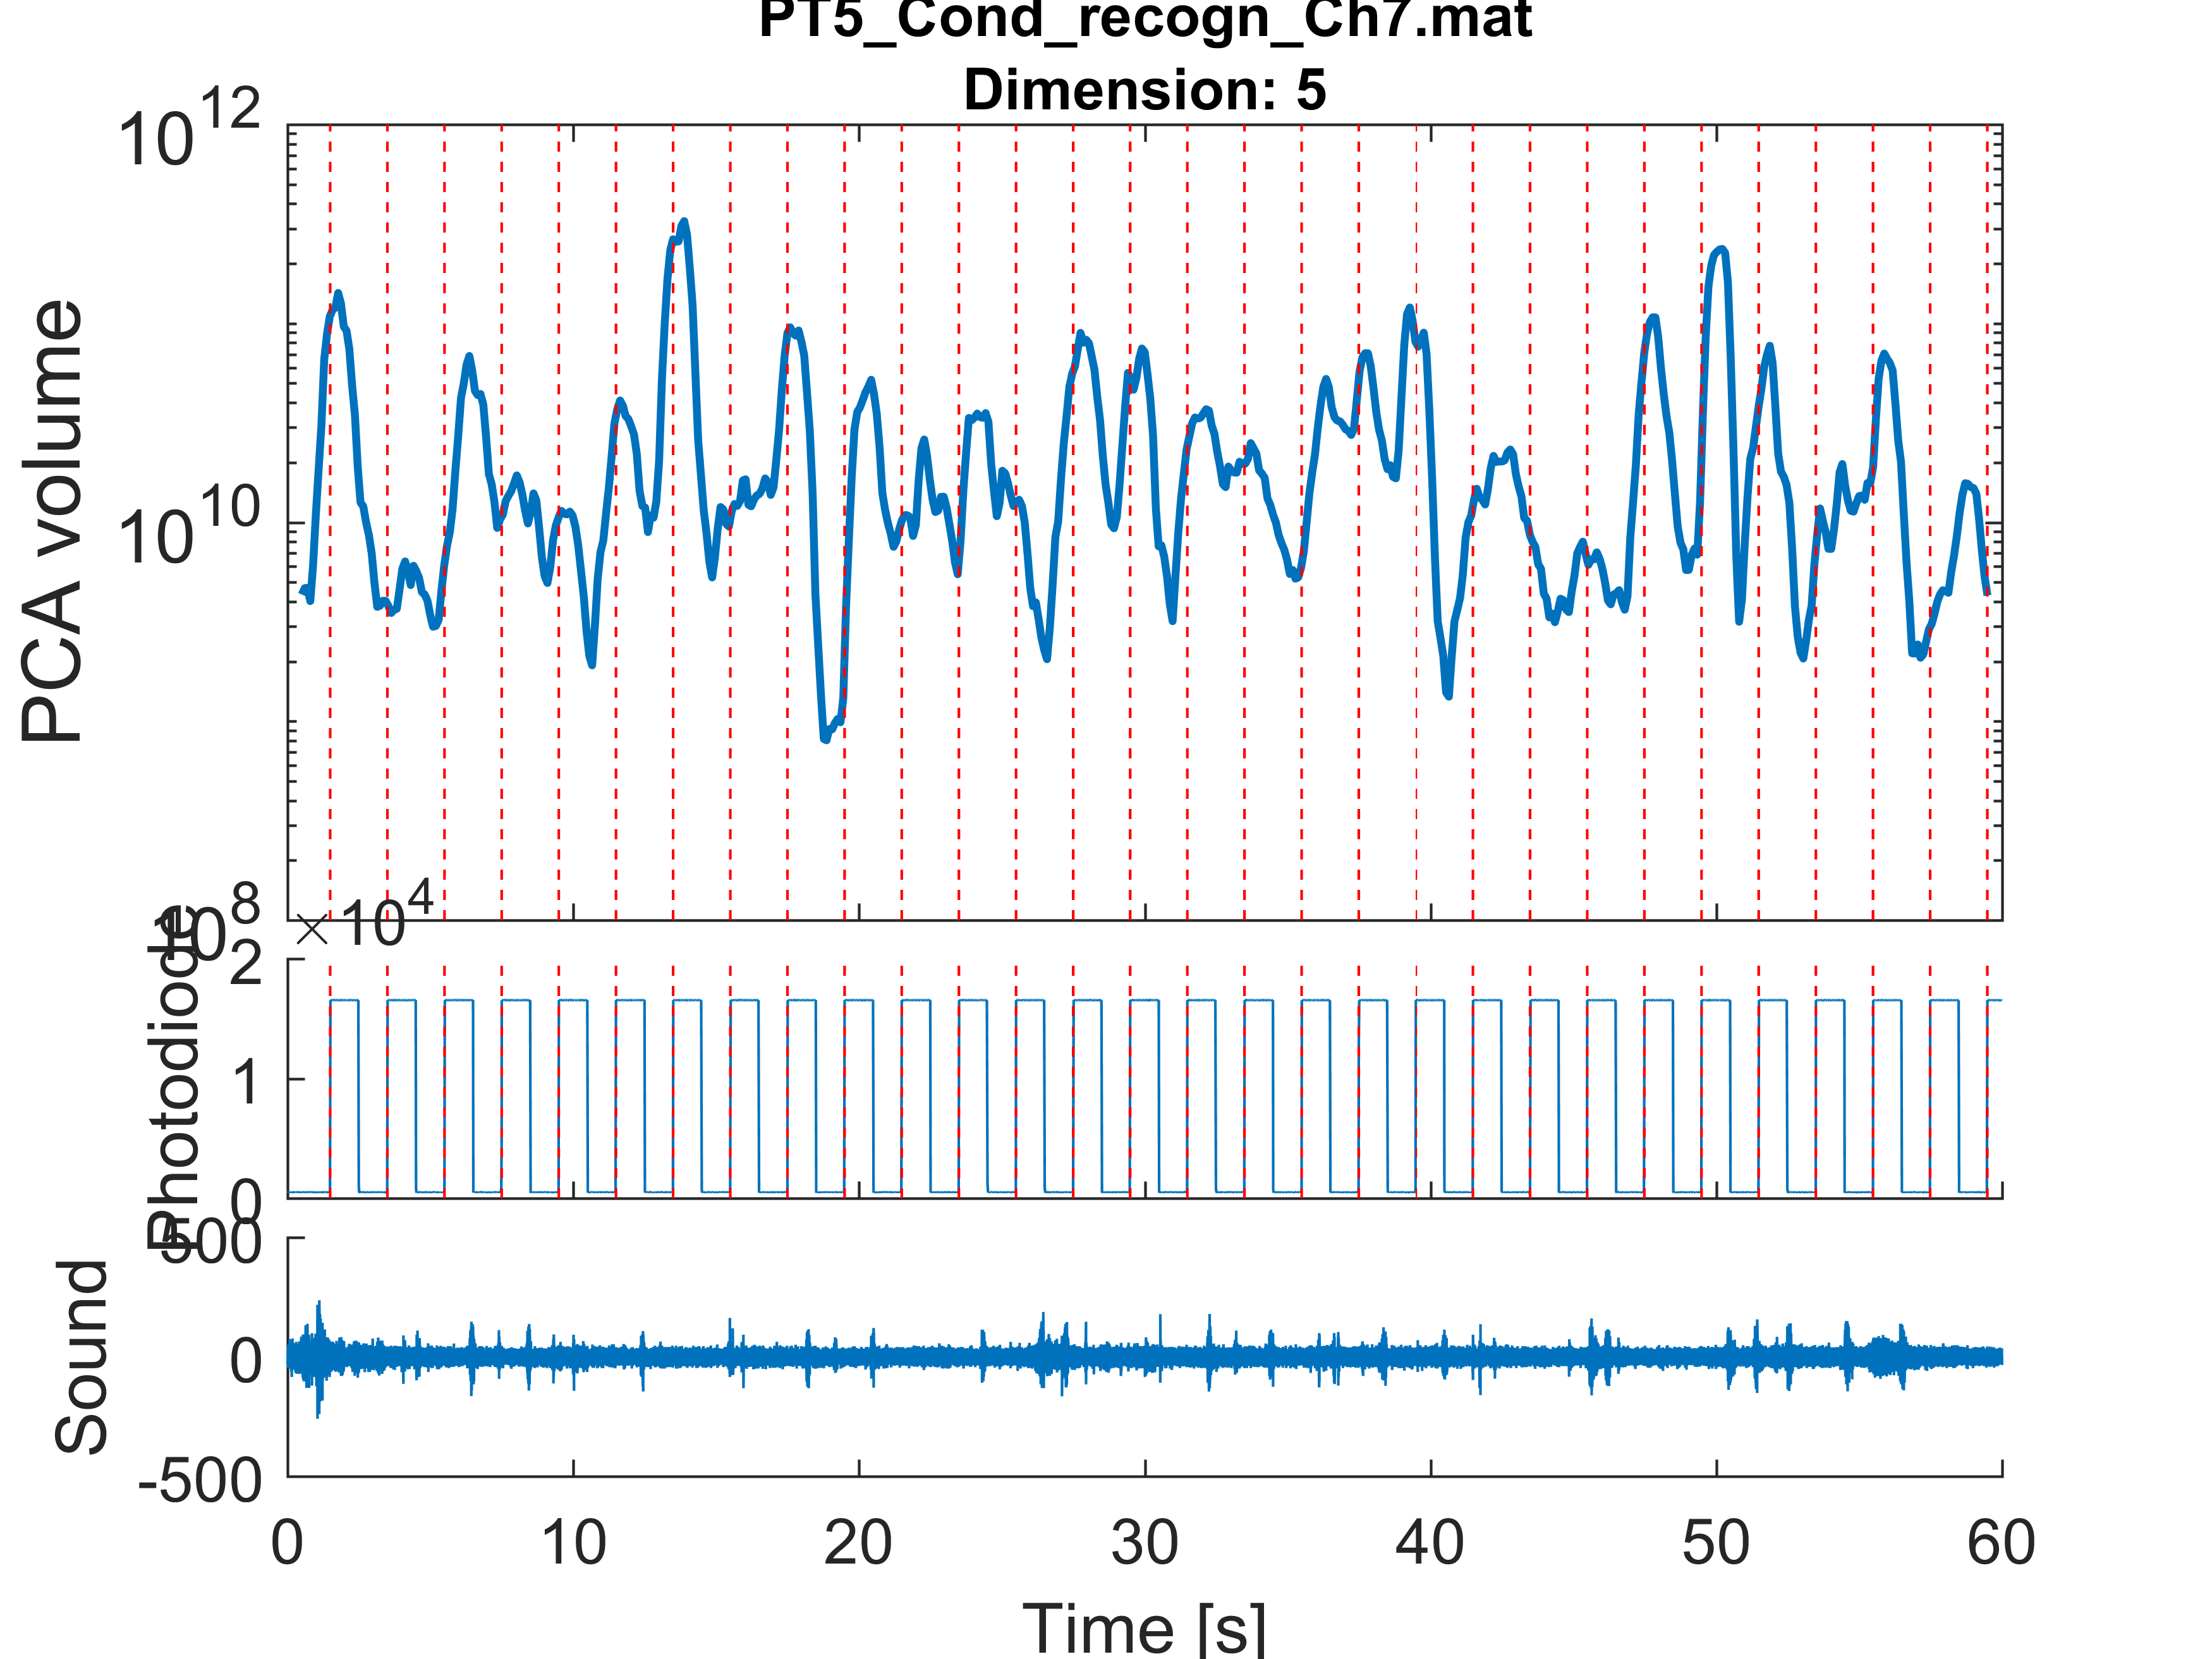 PT5_Cond_recogn_Ch7.mat
Dimension: 5
10^12
10^10
10^8
PCA volume
×10^4
2
1
0
Photodiode
500
0
-500
Sound
0 10 20 30 40 50 60
Time [s]